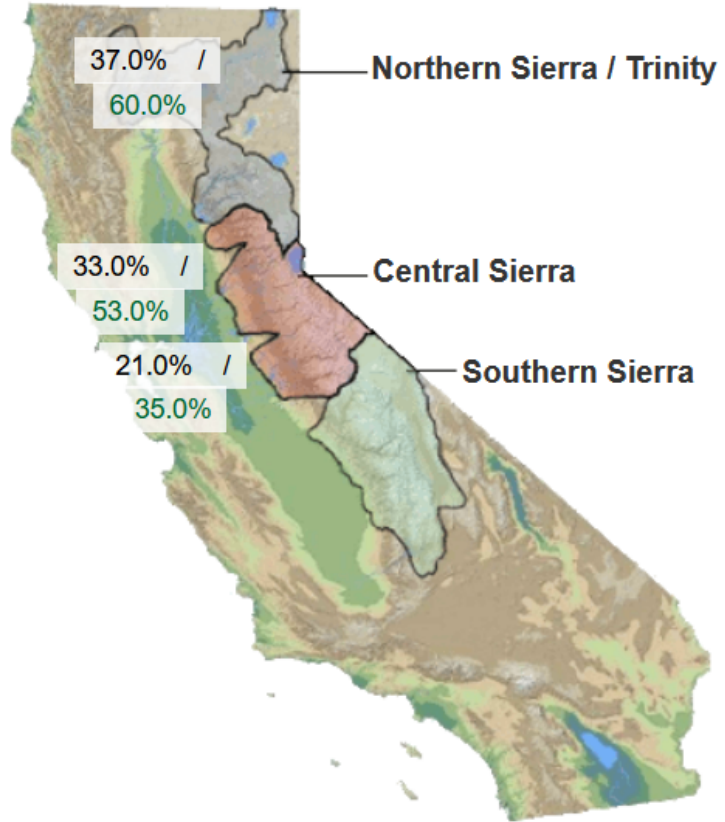 37.0% /
60.0%
Northern Sierra / Trinity
33.0% /
53.0%
Central Sierra
21.0% /
35.0%
Southern Sierra